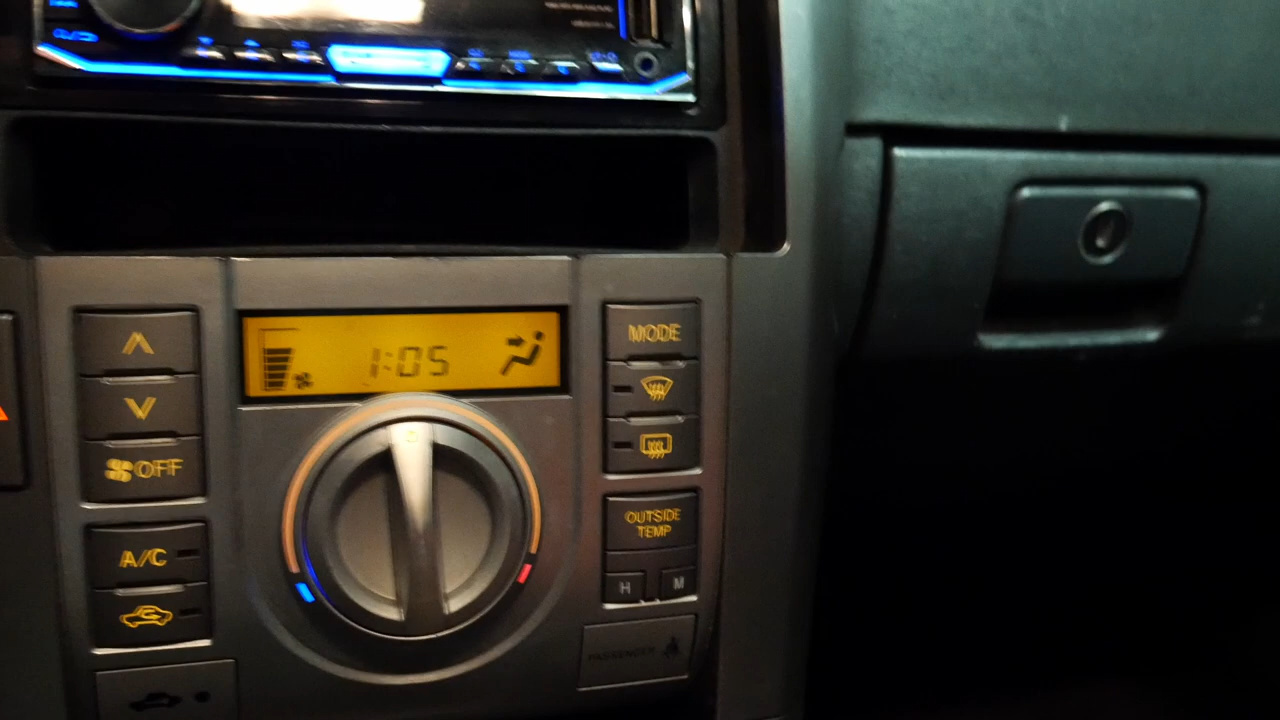 1:05
MODE
OFF
A/C
OUTSIDE
TEMP
H M
PASSENGER